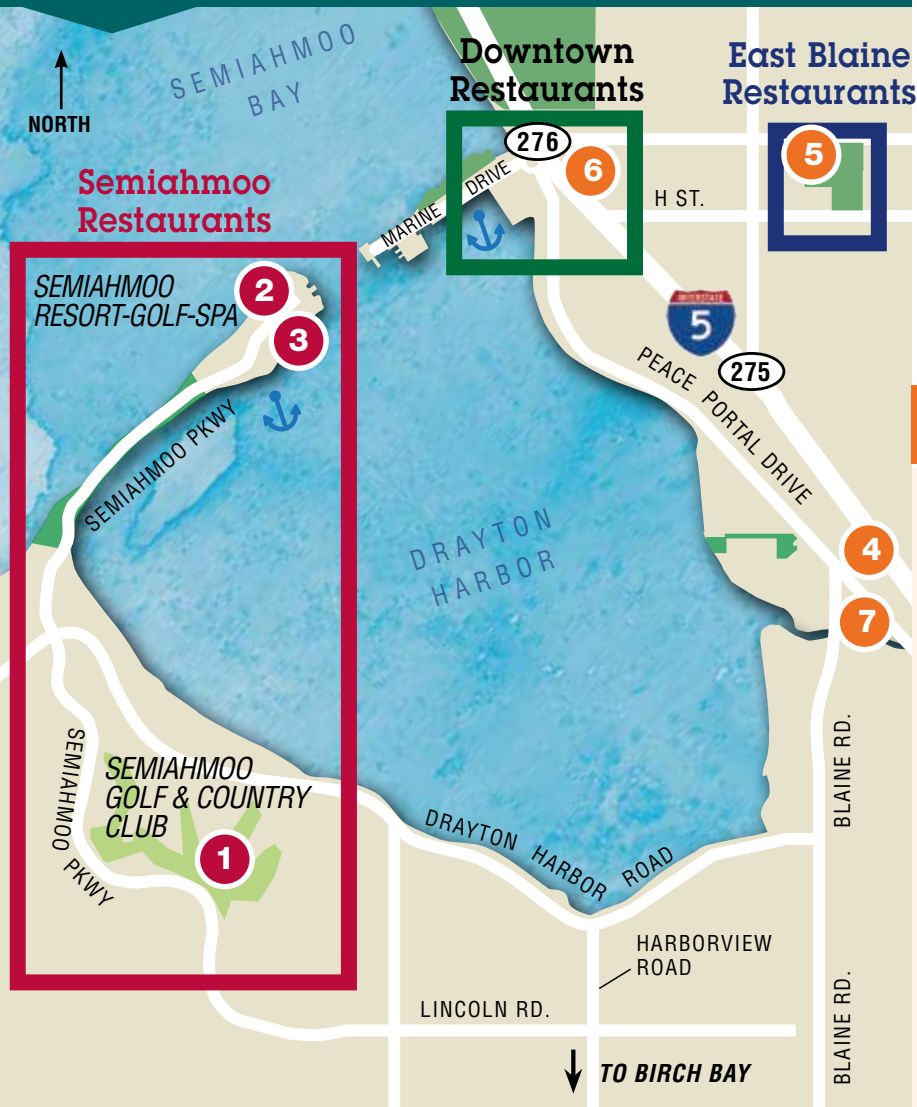 NORTH
SEMIAHMOO
BAY
Downtown
Restaurants
East Blaine
Restaurants
276
6
5
H ST.
MARINE DRIVE
Semiahmoo
Restaurants
SEMIAHMOO
RESORT-GOLF-SPA
2
3
INTERSTATE
5
275
PEACE PORTAL DRIVE
SEMIAHMOO PKWY
DRAYTON
HARBOR
4
7
SEMIAHMOO PKWY
SEMIAHMOO
GOLF & COUNTRY
CLUB
1
DRAYTON HARBOR ROAD
BLAINE RD.
HARBORVIEW
ROAD
LINCOLN RD.
BLAINE RD.
TO BIRCH BAY